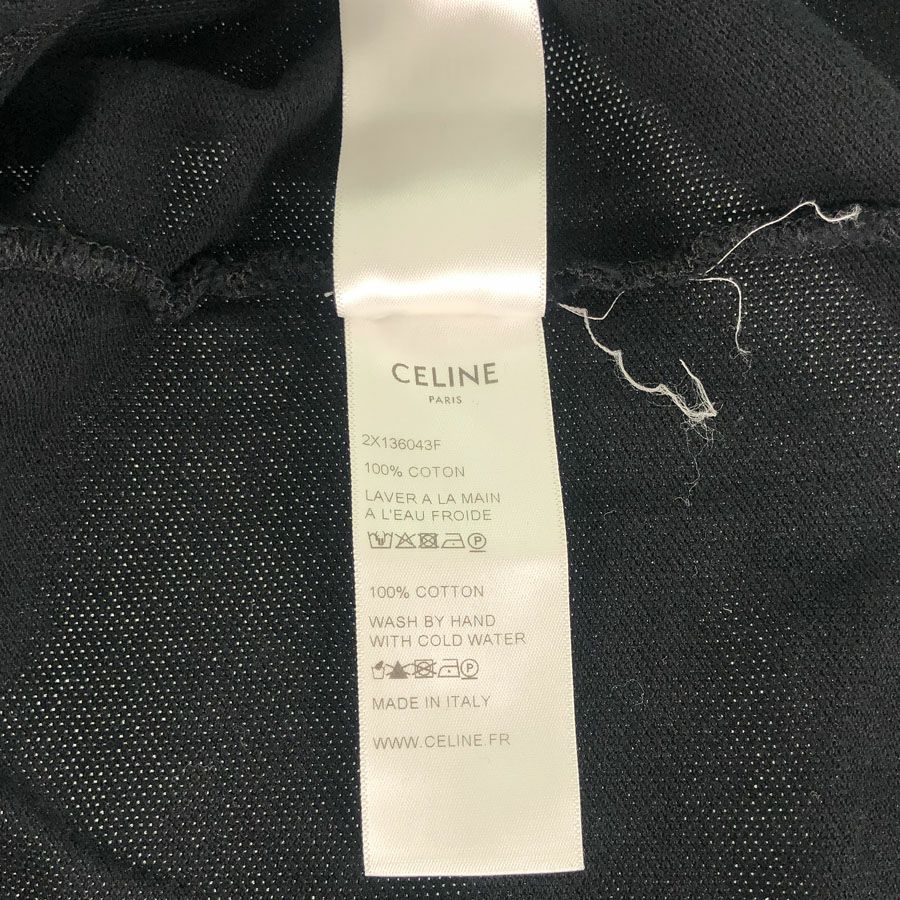 CELINE
PARIS
2X136043F
100% COTON
LAVER A LA MAIN
A L'EAU FROIDE
P
100% COTTON
WASH BY HAND
WITH COLD WATER
P
MADE IN ITALY
WWW.CELINE.FR